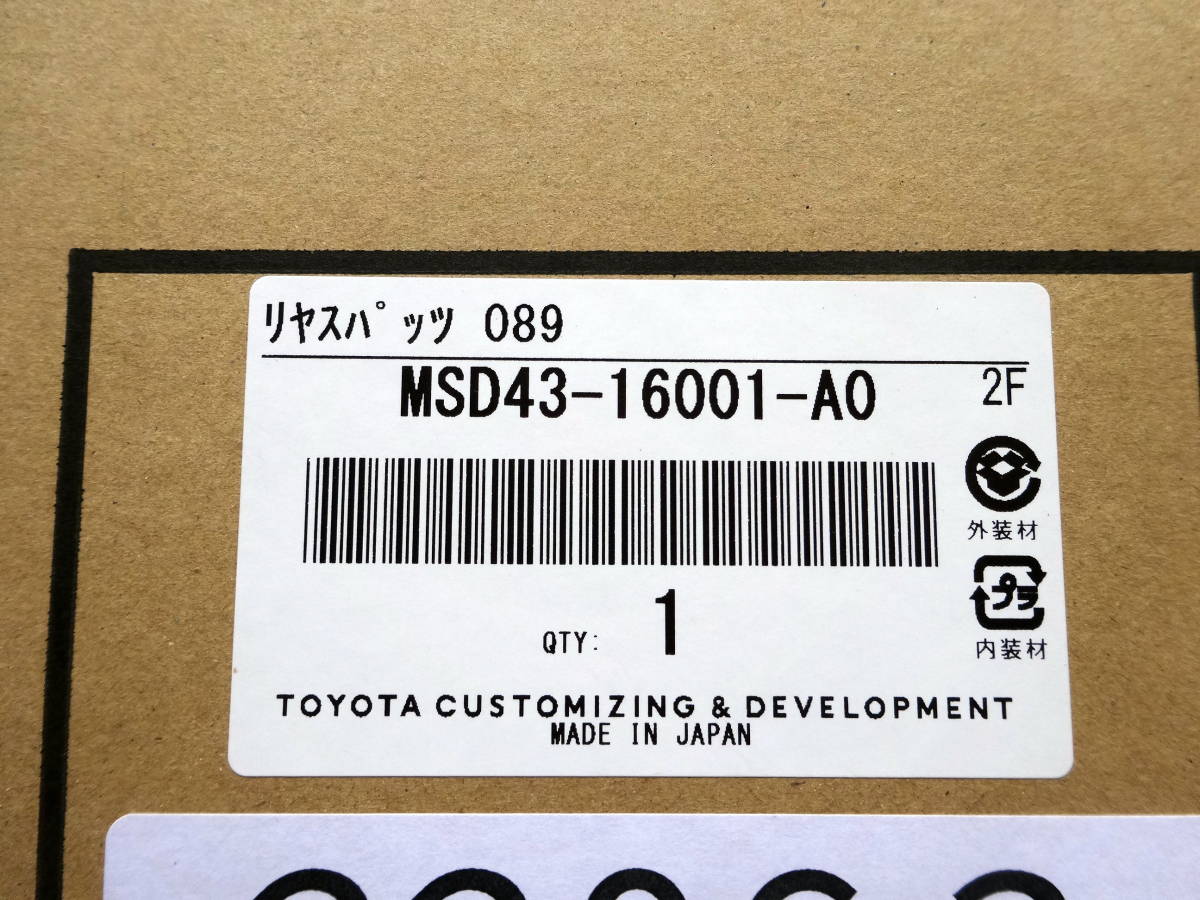 ﾘﾔｽﾊﾟｯﾂ 089
MSD43-16001-A0
2F
外装材
プラ
内装材
QTY: 1
TOYOTA CUSTOMIZING & DEVELOPMENT
MADE IN JAPAN